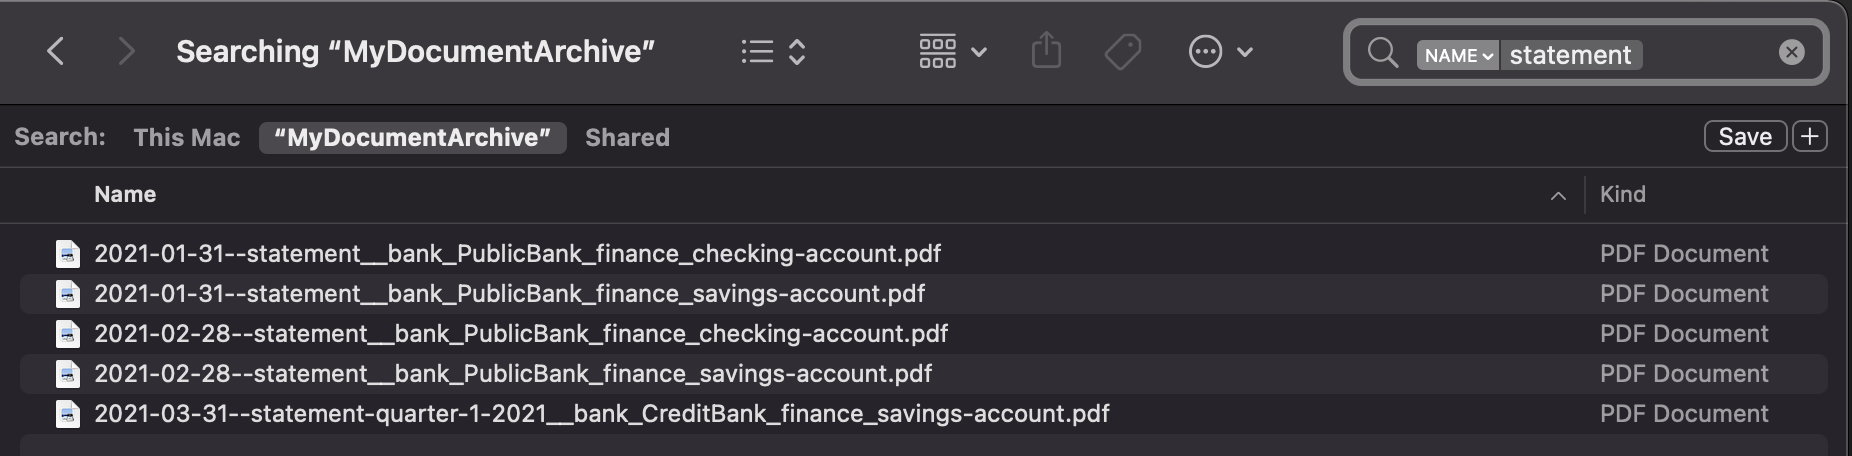 Searching “MyDocumentArchive”
NAME statement
Search: This Mac “MyDocumentArchive” Shared Save +
Name Kind
2021-01-31--statement__bank_PublicBank_finance_checking-account.pdf PDF Document
2021-01-31--statement__bank_PublicBank_finance_savings-account.pdf PDF Document
2021-02-28--statement__bank_PublicBank_finance_checking-account.pdf PDF Document
2021-02-28--statement__bank_PublicBank_finance_savings-account.pdf PDF Document
2021-03-31--statement-quarter-1-2021__bank_CreditBank_finance_savings-account.pdf PDF Document